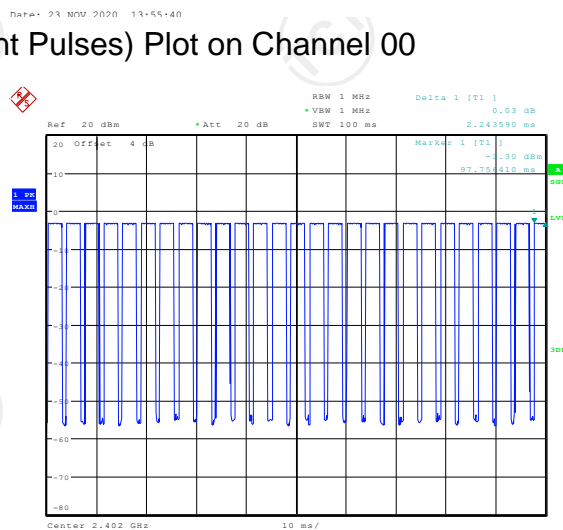 Date: 23 NOV 2020 13:55:40
nt Pulses) Plot on Channel 00
R S
RBW 1 MHz Delta 1 [T1 ]
*VBW 1 MHz 0.03 dB
Ref 20 dBm *Att 20 dB SWT 100 ms 2.243590 ms
20 Offset 4 dB Marker 1 [T1 ]
-3.30 dBm
97.756410 ms
A
10
SGL
1 PK
MAXH
0
1
LVL
-10
-20
-30
3DB
-40
-50
-60
-70
-80
Center 2.402 GHz 10 ms/